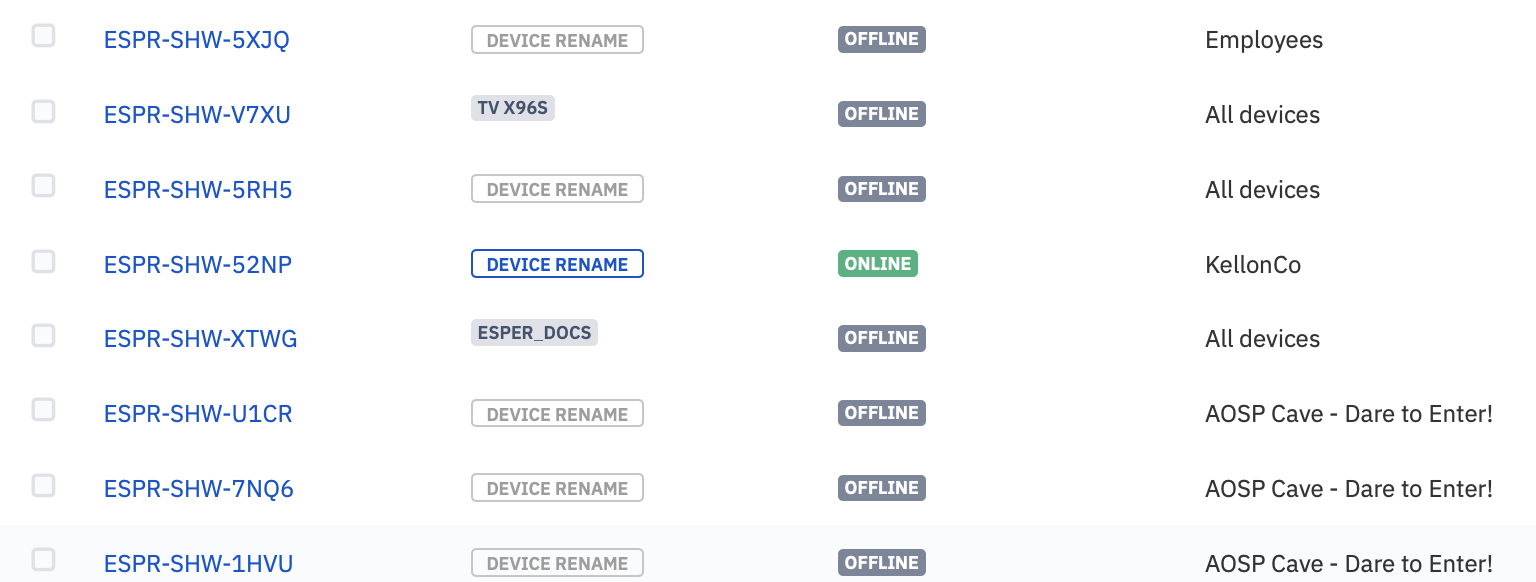 ESPR-SHW-5XJQ DEVICE RENAME OFFLINE Employees
ESPR-SHW-V7XU TV X96S OFFLINE All devices
ESPR-SHW-5RH5 DEVICE RENAME OFFLINE All devices
ESPR-SHW-52NP DEVICE RENAME ONLINE KellonCo
ESPR-SHW-XTWG ESPER_DOCS OFFLINE All devices
ESPR-SHW-U1CR DEVICE RENAME OFFLINE AOSP Cave - Dare to Enter!
ESPR-SHW-7NQ6 DEVICE RENAME OFFLINE AOSP Cave - Dare to Enter!
ESPR-SHW-1HVU DEVICE RENAME OFFLINE AOSP Cave - Dare to Enter!